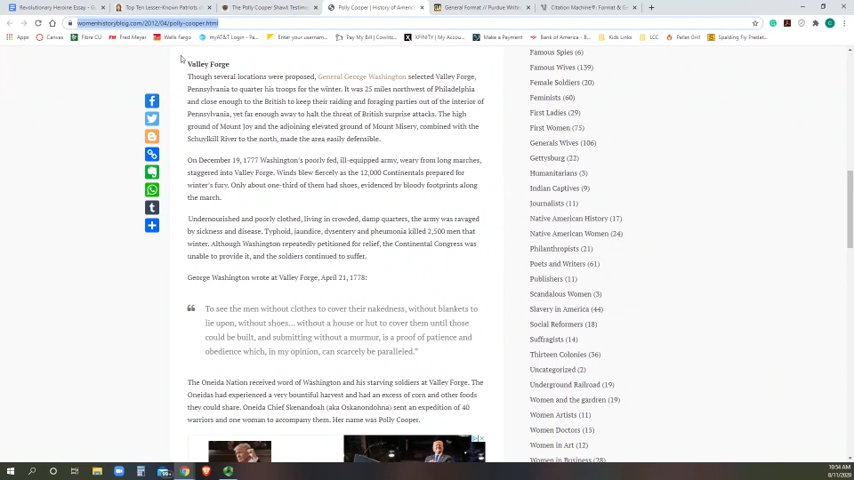 Revolutionary Heroine Essay - G
Top Ten Lesser-Known Patriots of
The Polly Cooper Shawl Testimo
Polly Cooper | History of Americ
General Format // Purdue Writin
Citation Machine®: Format & Ge
womenhistoryblog.com/2012/04/polly-cooper.html
Apps
Canvas
Fibre CU
Fred Meyer
Wells Fargo
myAT&T - Login - Pa...
Enter your usernam...
Pay My Bill | Cowlitz...
XFINITY | My Accou...
Make a Payment
Bank of America | O...
Kids Links
LCC
Pellet Grill
Spalding Fly Predat...
Valley Forge
Though several locations were proposed, General George Washington selected Valley Forge,
Pennsylvania to quarter his troops for the winter. It was 25 miles northwest of Philadelphia
and close enough to the British to keep their raiding and foraging parties out of the interior of
Pennsylvania, yet far enough away to halt the threat of British surprise attacks. The high
ground of Mount Joy and the adjoining elevated ground of Mount Misery, combined with the
Schuylkill River to the north, made the area easily defensible.
On December 19, 1777 Washington's poorly fed, ill-equipped army, weary from long marches,
staggered into Valley Forge. Winds blew fiercely as the 12,000 Continentals prepared for
winter's fury. Only about one-third of them had shoes, evidenced by bloody footprints along
the march.
Undernourished and poorly clothed, living in crowded, damp quarters, the army was ravaged
by sickness and disease. Typhoid, jaundice, dysentery and pneumonia killed 2,500 men that
winter. Although Washington repeatedly petitioned for relief, the Continental Congress was
unable to provide it, and the soldiers continued to suffer.
George Washington wrote at Valley Forge, April 21, 1778:
To see the men without clothes to cover their nakedness, without blankets to
lie upon, without shoes... without a house or hut to cover them until those
could be built, and submitting without a murmur, is a proof of patience and
obedience which, in my opinion, can scarcely be paralleled."
The Oneida Nation received word of Washington and his starving soldiers at Valley Forge. The
Oneidas had experienced a very bountiful harvest and had an excess of corn and other foods
they could share. Oneida Chief Skenandoah (aka Oskanondohna) sent an expedition of 40
warriors and one woman to accompany them. Her name was Polly Cooper.
Famous Spies (6)
Famous Wives (139)
Female Soldiers (20)
Feminists (60)
First Ladies (29)
First Women (75)
Generals Wives (106)
Gettysburg (22)
Humanitarians (3)
Indian Captives (9)
Journalists (11)
Native American History (17)
Native American Women (24)
Philanthropists (21)
Poets and Writers (61)
Publishers (11)
Scandalous Women (3)
Slavery in America (44)
Social Reformers (18)
Suffragists (14)
Thirteen Colonies (36)
Uncategorized (2)
Underground Railroad (19)
Women and the gardren (19)
Women Artists (11)
Women Doctors (15)
Women in Art (12)
Women in Business (28)
10:54 AM
8/11/2020